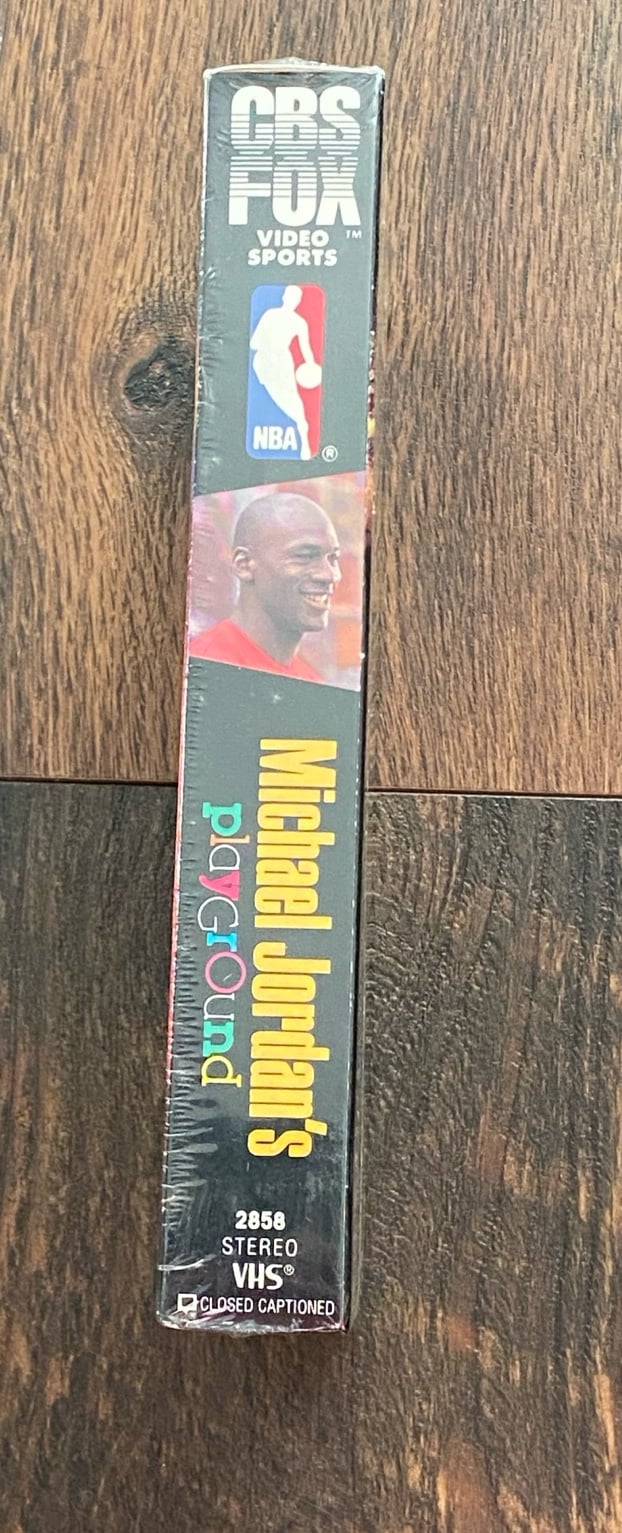 CBS
FOX
VIDEO ™
SPORTS
NBA ®
Michael Jordan's
playground
2858
STEREO
VHS®
CLOSED CAPTIONED